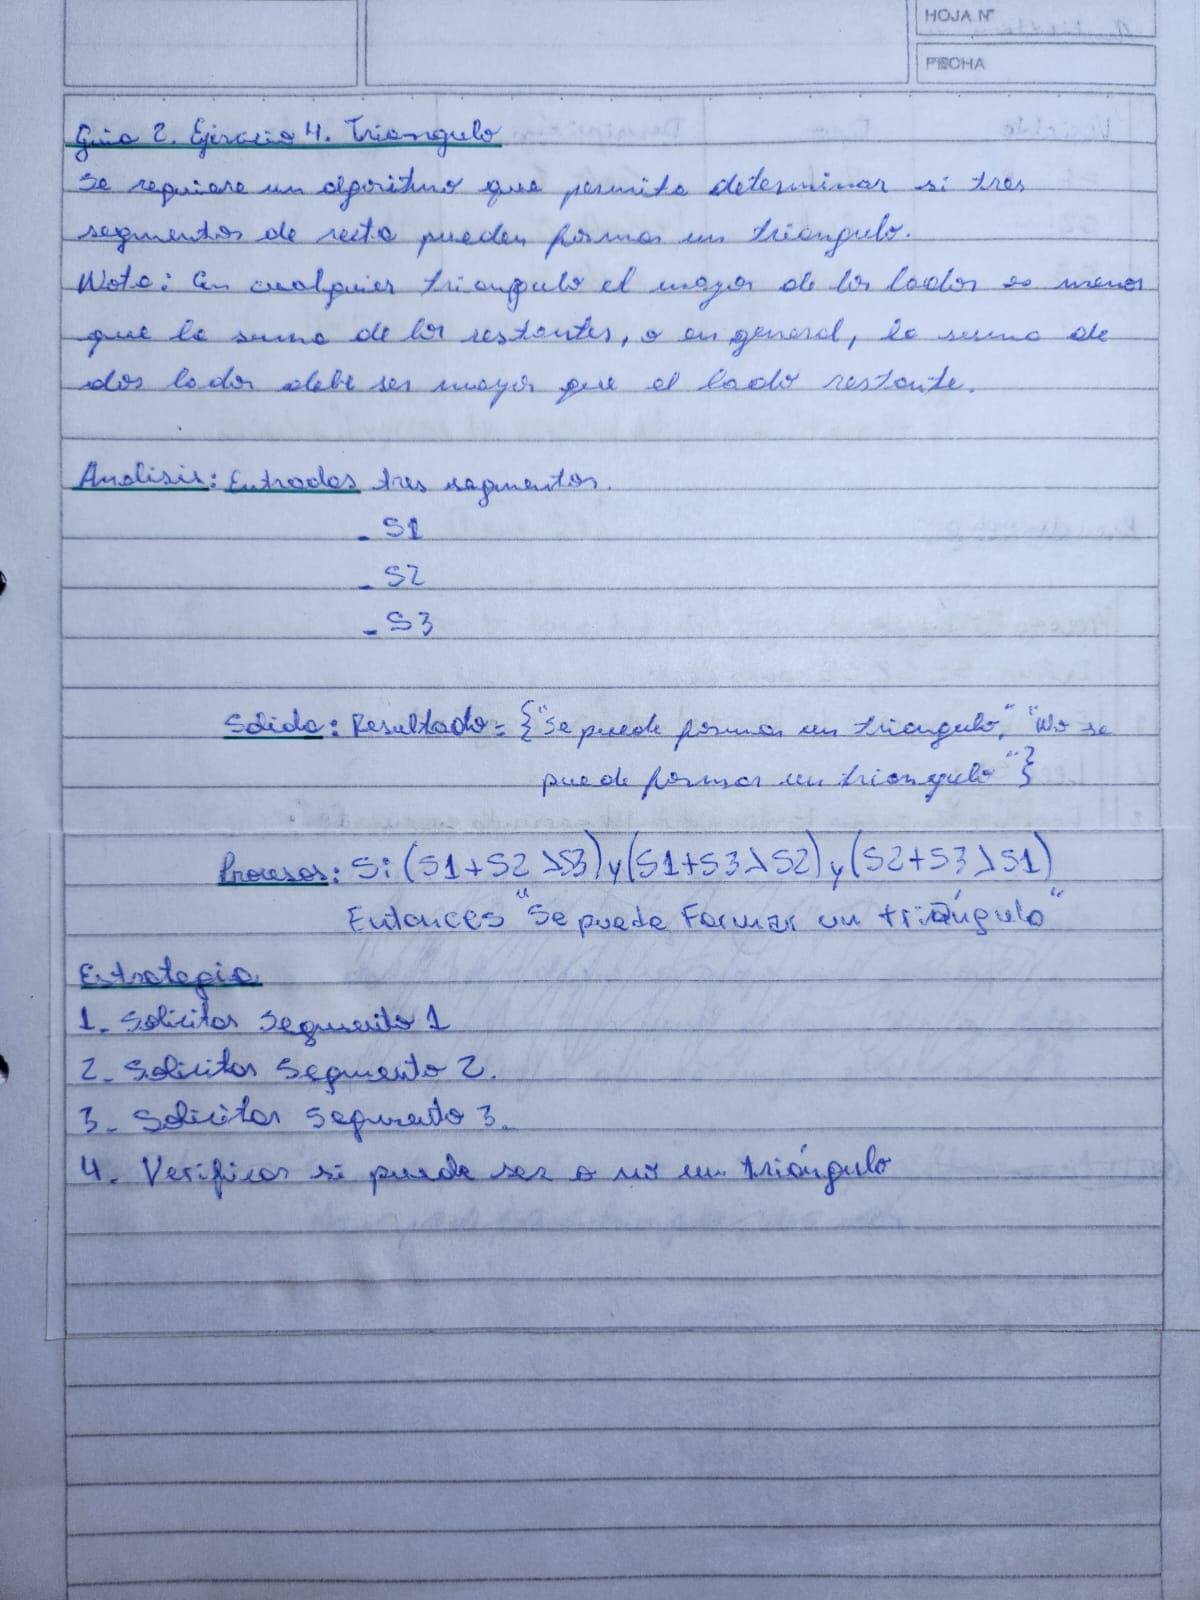 HOJA N°
FECHA
Guia 2. Ejercicio 4. Triangulo
Se requiere un algoritmo que permita determinar si tres
segmentos de recta pueden formar un triangulo.
Nota: En cualquier triangulo el mayor de los lados es menor
que la suma de los restantes, o en general, la suma de
dos lados debe ser mayor que el lado restante.
Analisis: Entradas tres segmentos.
- S1
- S2
- S3
Salida: Resultado = {"Se puede formar un triangulo", "No se
puede formar un triangulo"}
Procesos: Si (S1+S2 > S3) y (S1+S3 > S2) y (S2+S3 > S1)
Entonces "Se puede Formar un triángulo"
Estrategia
1. Solicitar Segmento 1
2. Solicitar Segmento 2.
3. Solicitar Segmento 3.
4. Verificar si puede ser o no un triángulo